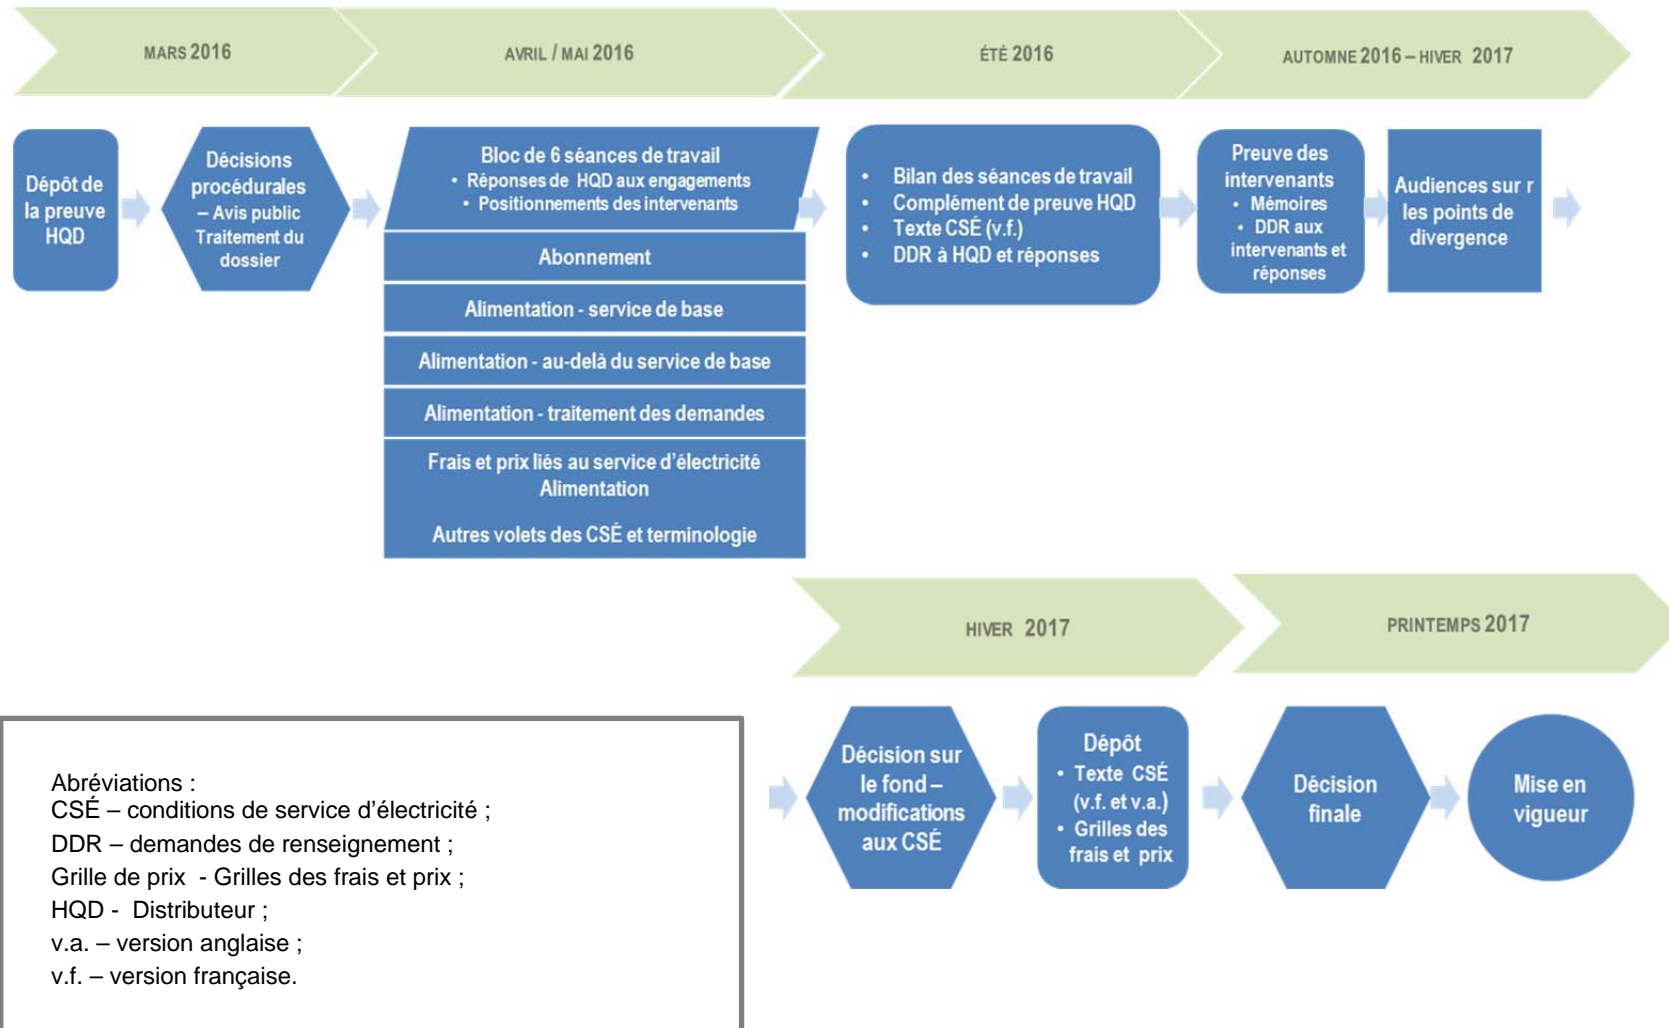 MARS 2016
AVRIL / MAI 2016
ÉTÉ 2016
AUTOMNE 2016 – HIVER 2017
Dépôt de
la preuve
HQD
Décisions
procédurales
– Avis public
Traitement du
dossier
Bloc de 6 séances de travail
• Réponses de HQD aux engagements
• Positionnements des intervenants
Abonnement
Alimentation - service de base
Alimentation - au-delà du service de base
Alimentation - traitement des demandes
Frais et prix liés au service d'électricité
Alimentation
Autres volets des CSÉ et terminologie
• Bilan des séances de travail
• Complément de preuve HQD
• Texte CSÉ (v.f.)
• DDR à HQD et réponses
Preuve des
intervenants
• Mémoires
• DDR aux
intervenants et
réponses
Audiences sur r
les points de
divergence
HIVER 2017
PRINTEMPS 2017
Décision sur
le fond –
modifications
aux CSÉ
Dépôt
• Texte CSÉ
(v.f. et v.a.)
• Grilles des
frais et prix
Décision
finale
Mise en
vigueur
Abréviations :
CSÉ – conditions de service d'électricité ;
DDR – demandes de renseignement ;
Grille de prix - Grilles des frais et prix ;
HQD - Distributeur ;
v.a. – version anglaise ;
v.f. – version française.